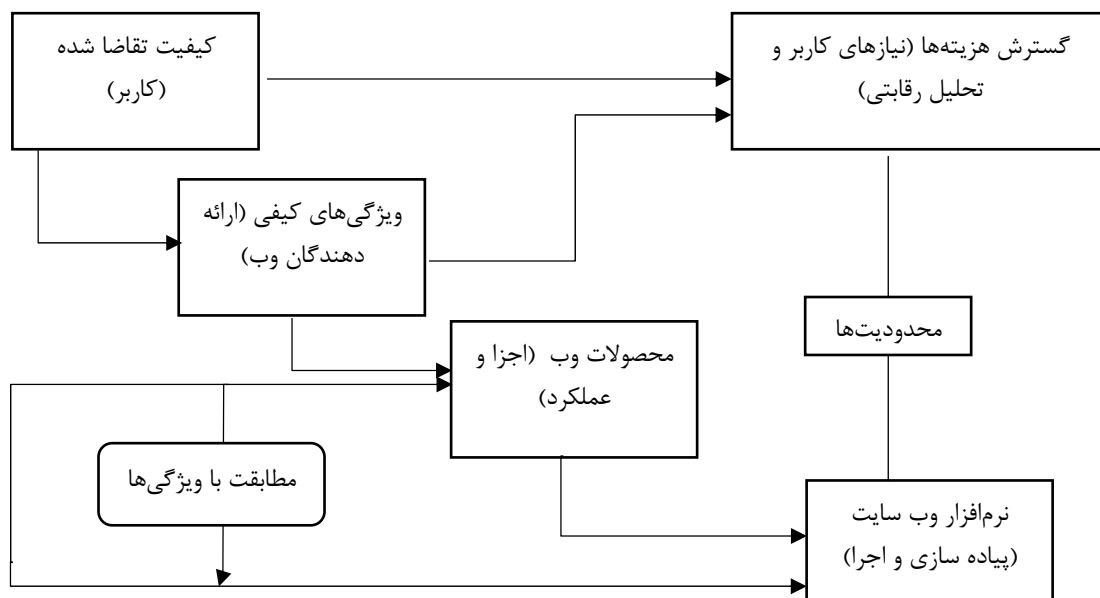 کیفیت تقاضا شده
(کاربر)
گسترش هزیته‌ها (نیازهای کاربر و
تحلیل رقابتی)
ویژگی‌های کیفی (ارائه
دهندگان وب)
محدودیت‌ها
محصولات وب (اجزا و
عملکرد)
مطابقت با ویژگی‌ها
نرم‌افزار وب سایت
(پیاده سازی و اجرا)